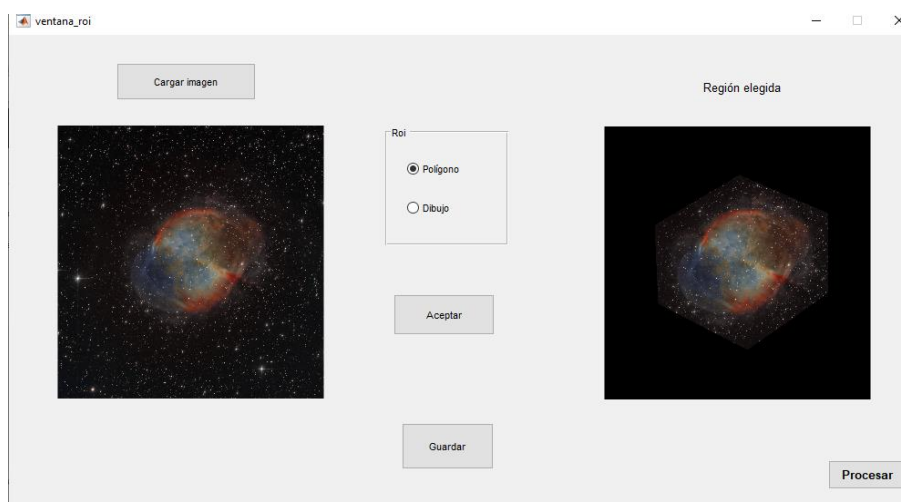 ventana_roi
Cargar imagen
Región elegida
Roi
Polígono
Dibujo
Aceptar
Guardar
Procesar